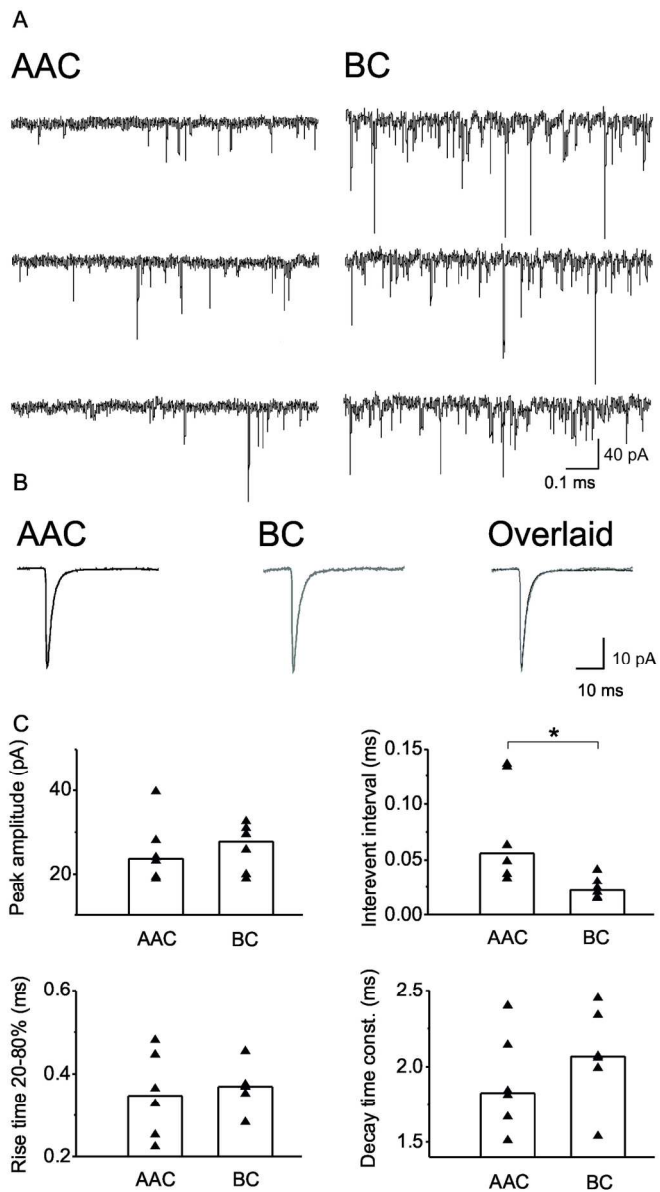 A
AAC
BC
40 pA
0.1 ms
B
AAC
BC
Overlaid
10 pA
10 ms
C
Peak amplitude (pA)
40
20
AAC
BC
Interevent interval (ms)
0.15
0.10
0.05
0.00
*
AAC
BC
Rise time 20-80% (ms)
0.6
0.4
0.2
AAC
BC
Decay time const. (ms)
2.5
2.0
1.5
AAC
BC